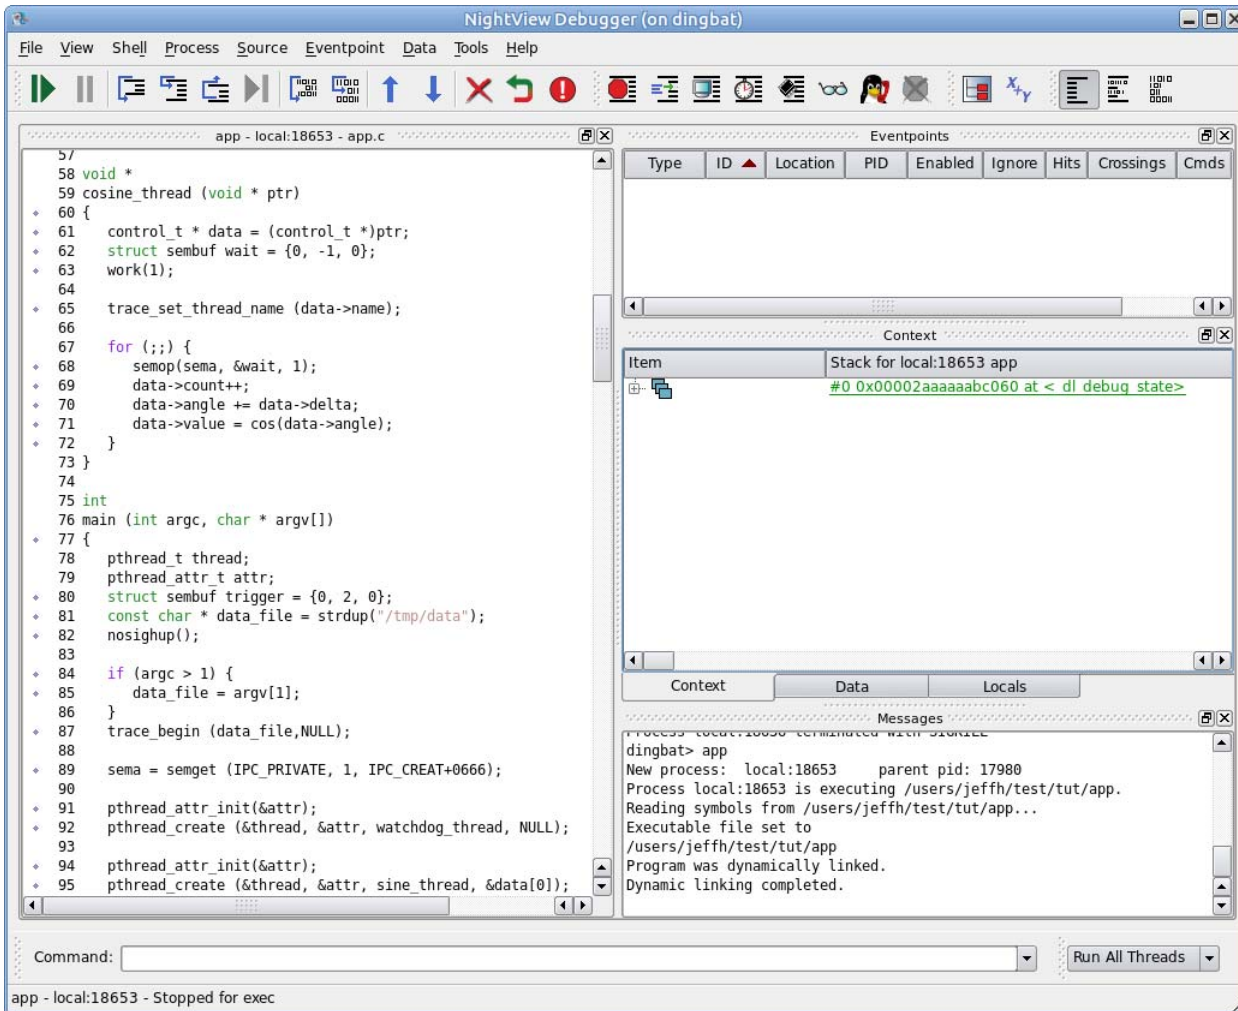 NightView Debugger (on dingbat)
File View Shell Process Source Eventpoint Data Tools Help
app - local:18653 - app.c
57
58 void *
59 cosine_thread (void * ptr)
60 {
61 control_t * data = (control_t *)ptr;
62 struct sembuf wait = {0, -1, 0};
63 work(1);
64
65 trace_set_thread_name (data->name);
66
67 for (;;) {
68 semop(sema, &wait, 1);
69 data->count++;
70 data->angle += data->delta;
71 data->value = cos(data->angle);
72 }
73 }
74
75 int
76 main (int argc, char * argv[])
77 {
78 pthread_t thread;
79 pthread_attr_t attr;
80 struct sembuf trigger = {0, 2, 0};
81 const char * data_file = strdup("/tmp/data");
82 nosighup();
83
84 if (argc > 1) {
85 data_file = argv[1];
86 }
87 trace_begin (data_file,NULL);
88
89 sema = semget (IPC_PRIVATE, 1, IPC_CREAT+0666);
90
91 pthread_attr_init(&attr);
92 pthread_create (&thread, &attr, watchdog_thread, NULL);
93
94 pthread_attr_init(&attr);
95 pthread_create (&thread, &attr, sine_thread, &data[0]);
Eventpoints
Type ID Location PID Enabled Ignore Hits Crossings Cmds
Context
Item Stack for local:18653 app
#0 0x00002aaaaaabc060 at <_dl_debug_state>
Context Data Locals
Messages
Process local:18650 terminated with SIGKILL
dingbat> app
New process: local:18653 parent pid: 17980
Process local:18653 is executing /users/jeffh/test/tut/app.
Reading symbols from /users/jeffh/test/tut/app...
Executable file set to
/users/jeffh/test/tut/app
Program was dynamically linked.
Dynamic linking completed.
Command:
Run All Threads
app - local:18653 - Stopped for exec